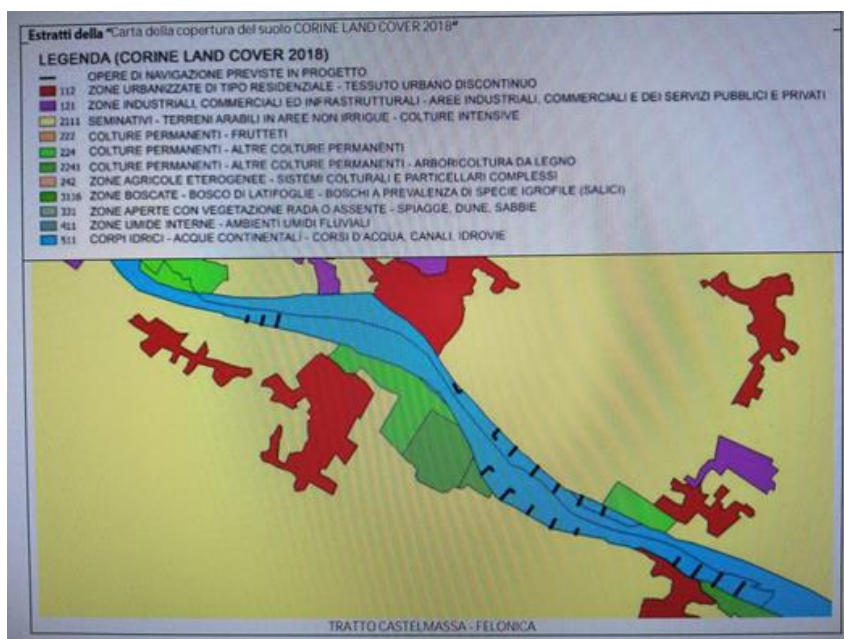 Estratti della "Carta della copertura del suolo CORINE LAND COVER 2018"
LEGENDA (CORINE LAND COVER 2018)
OPERE DI NAVIGAZIONE PREVISTE IN PROGETTO
112 ZONE URBANIZZATE DI TIPO RESIDENZIALE - TESSUTO URBANO DISCONTINUO
121 ZONE INDUSTRIALI, COMMERCIALI ED INFRASTRUTTURALI - AREE INDUSTRIALI, COMMERCIALI E DEI SERVIZI PUBBLICI E PRIVATI
2111 SEMINATIVI - TERRENI ARABILI IN AREE NON IRRIGUE - COLTURE INTENSIVE
222 COLTURE PERMANENTI - FRUTTETI
224 COLTURE PERMANENTI - ALTRE COLTURE PERMANENTI
2241 COLTURE PERMANENTI - ALTRE COLTURE PERMANENTI - ARBORICOLTURA DA LEGNO
242 ZONE AGRICOLE ETEROGENEE - SISTEMI COLTURALI E PARTICELLARI COMPLESSI
3116 ZONE BOSCATE - BOSCO DI LATIFOGLIE - BOSCHI A PREVALENZA DI SPECIE IGROFILE (SALICI)
331 ZONE APERTE CON VEGETAZIONE RADA O ASSENTE - SPIAGGE, DUNE, SABBIE
411 ZONE UMIDE INTERNE - AMBIENTI UMIDI FLUVIALI
511 CORPI IDRICI - ACQUE CONTINENTALI - CORSI D'ACQUA, CANALI, IDROVIE
TRATTO CASTELMASSA - FELONICA